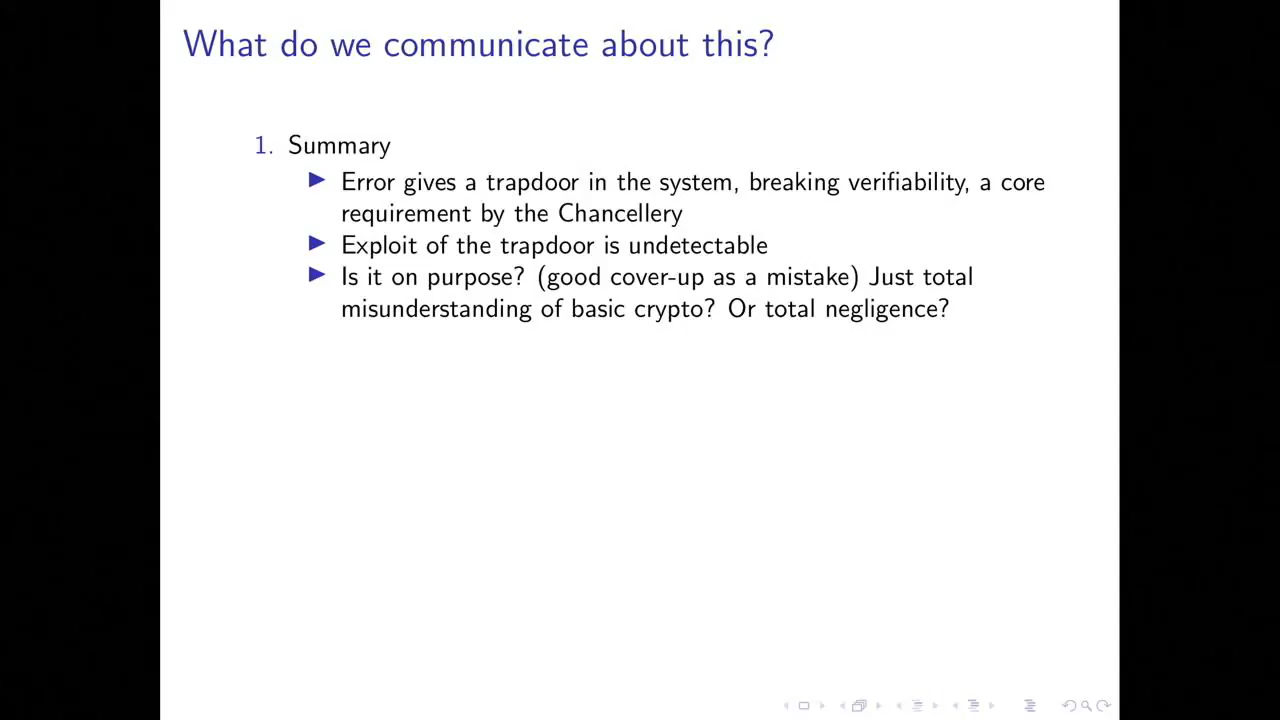 What do we communicate about this?
1. Summary
▶ Error gives a trapdoor in the system, breaking verifiability, a core
requirement by the Chancellery
▶ Exploit of the trapdoor is undetectable
▶ Is it on purpose? (good cover-up as a mistake) Just total
misunderstanding of basic crypto? Or total negligence?